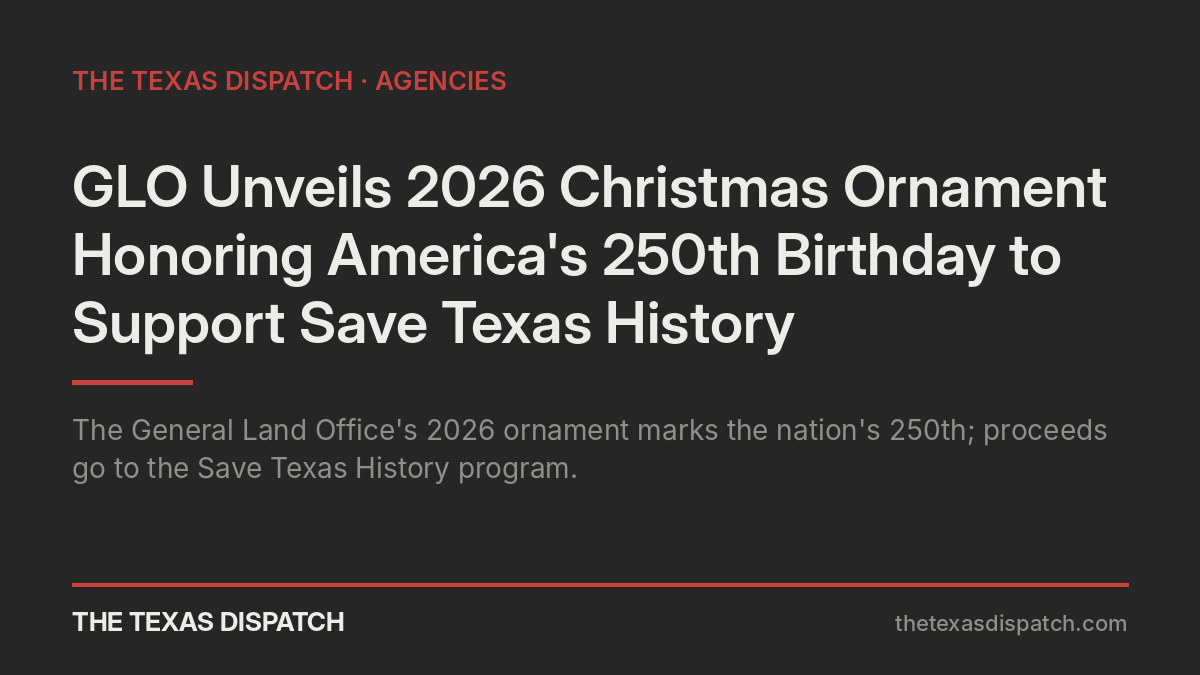 THE TEXAS DISPATCH · AGENCIES
GLO Unveils 2026 Christmas Ornament
Honoring America's 250th Birthday to
Support Save Texas History
The General Land Office's 2026 ornament marks the nation's 250th; proceeds
go to the Save Texas History program.
THE TEXAS DISPATCH
thetexasdispatch.com